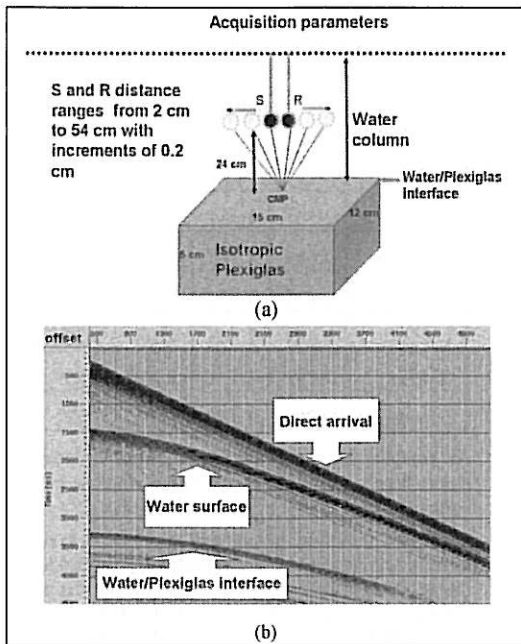 Acquisition parameters
S and R distance
ranges from 2 cm
to 54 cm with
increments of 0.2
cm
S R
Water
column
24 cm
Water/Plexiglas
interface
CMP
15 cm
12 cm
5 cm
Isotropic
Plexiglas
(a)
offset
Direct arrival
Water surface
Water/Plexiglas interface
(b)